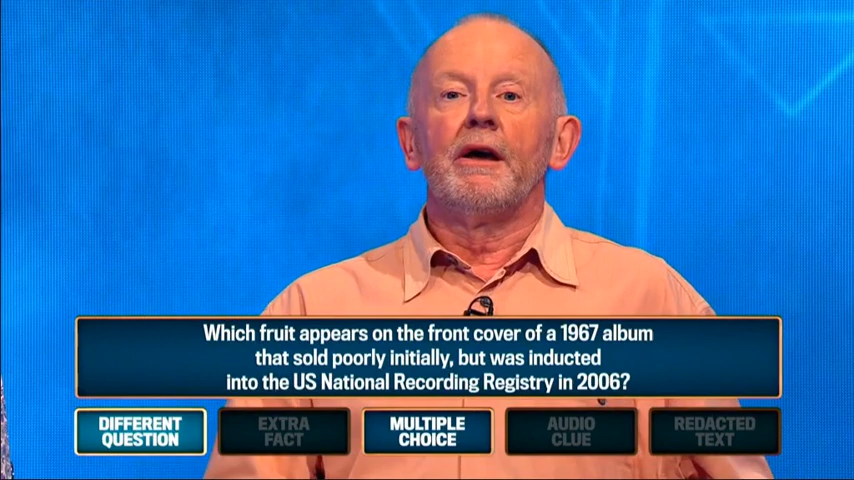 Which fruit appears on the front cover of a 1967 album
that sold poorly initially, but was inducted
into the US National Recording Registry in 2006?
DIFFERENT
QUESTION
EXTRA
FACT
MULTIPLE
CHOICE
AUDIO
CLUE
REDACTED
TEXT